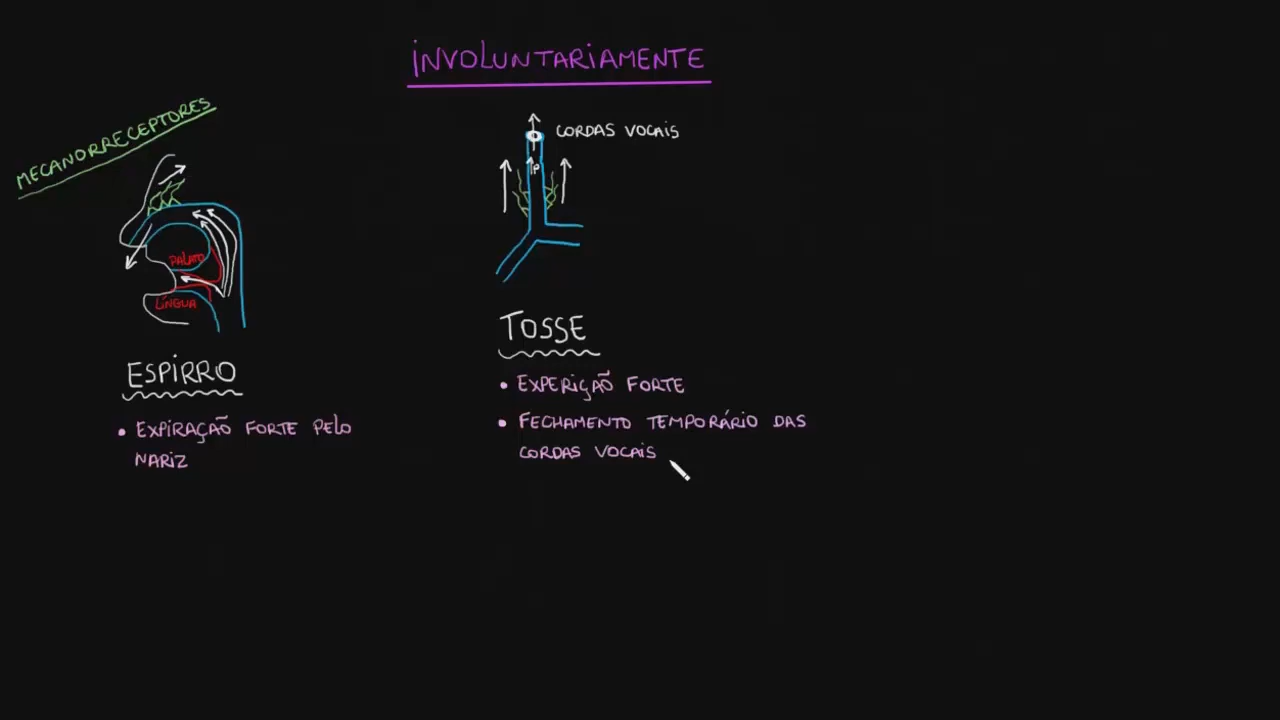 INVOLUNTARIAMENTE
MECANORRECEPTORES
CORDAS VOCAIS
P
PALATO
LÍNGUA
TOSSE
ESPIRRO
• EXPERIÇÃO FORTE
• FECHAMENTO TEMPORÁRIO DAS
CORDAS VOCAIS
• EXPIRAÇÃO FORTE PELO
NARIZ